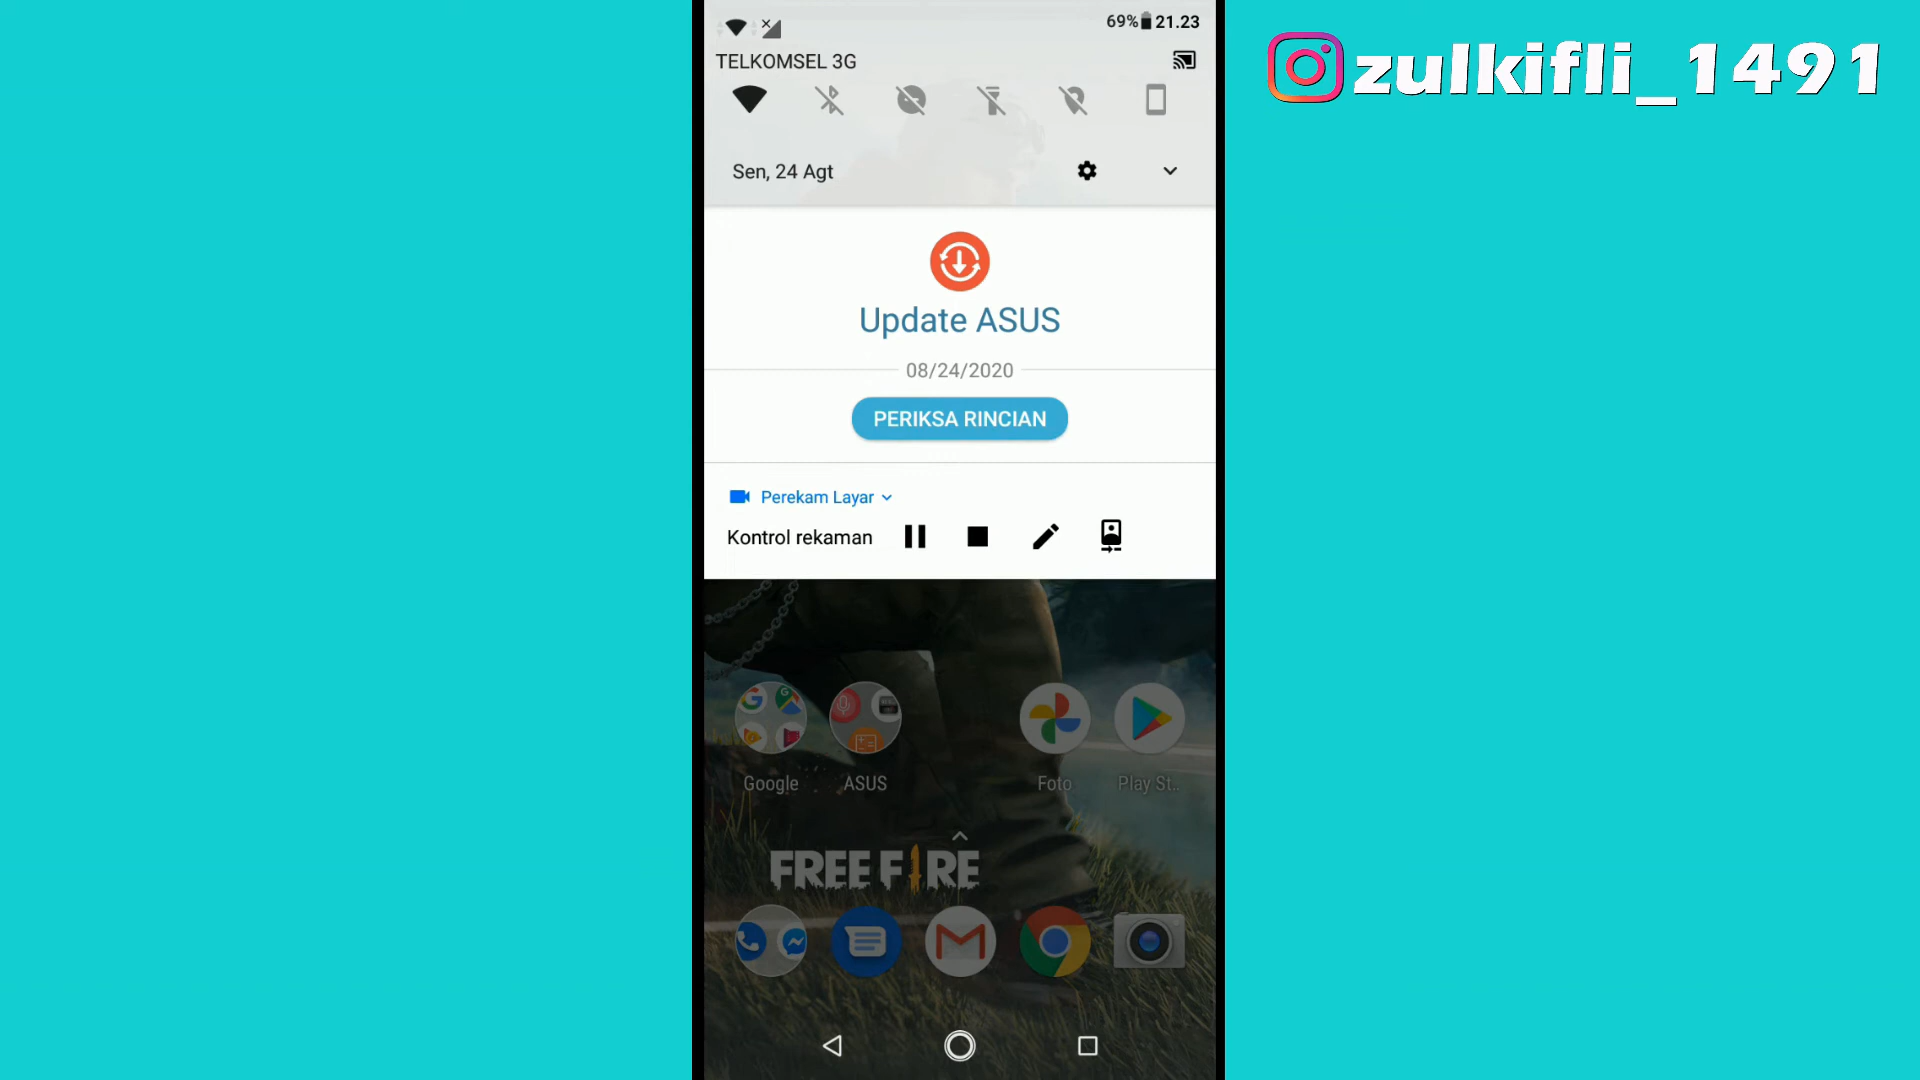 69% 21.23
TELKOMSEL 3G
Sen, 24 Agt
Update ASUS
08/24/2020
PERIKSA RINCIAN
Perekam Layar
Kontrol rekaman
Google
ASUS
Foto
Play St..
FREE FIRE
zulkifli_1491